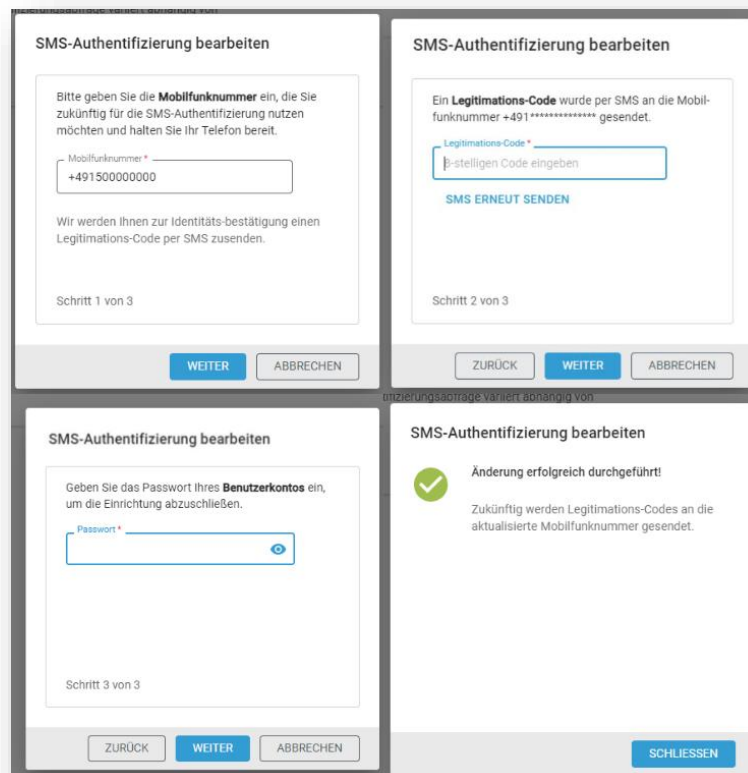 SMS-Authentifizierung bearbeiten
Bitte geben Sie die Mobilfunknummer ein, die Sie
zukünftig für die SMS-Authentifizierung nutzen
möchten und halten Sie Ihr Telefon bereit.
Mobilfunknummer *
+491500000000
Wir werden Ihnen zur Identitäts-bestätigung einen
Legitimations-Code per SMS zusenden.
Schritt 1 von 3
WEITER
ABBRECHEN
SMS-Authentifizierung bearbeiten
Ein Legitimations-Code wurde per SMS an die Mobil-
funknummer +491************** gesendet.
Legitimations-Code *
8-stelligen Code eingeben
SMS ERNEUT SENDEN
Schritt 2 von 3
ZURÜCK
WEITER
ABBRECHEN
SMS-Authentifizierung bearbeiten
Geben Sie das Passwort Ihres Benutzerkontos ein,
um die Einrichtung abzuschließen.
Passwort *
Schritt 3 von 3
ZURÜCK
WEITER
ABBRECHEN
variiert abhängig von
SMS-Authentifizierung bearbeiten
Änderung erfolgreich durchgeführt!
Zukünftig werden Legitimations-Codes an die
aktualisierte Mobilfunknummer gesendet.
SCHLIESSEN